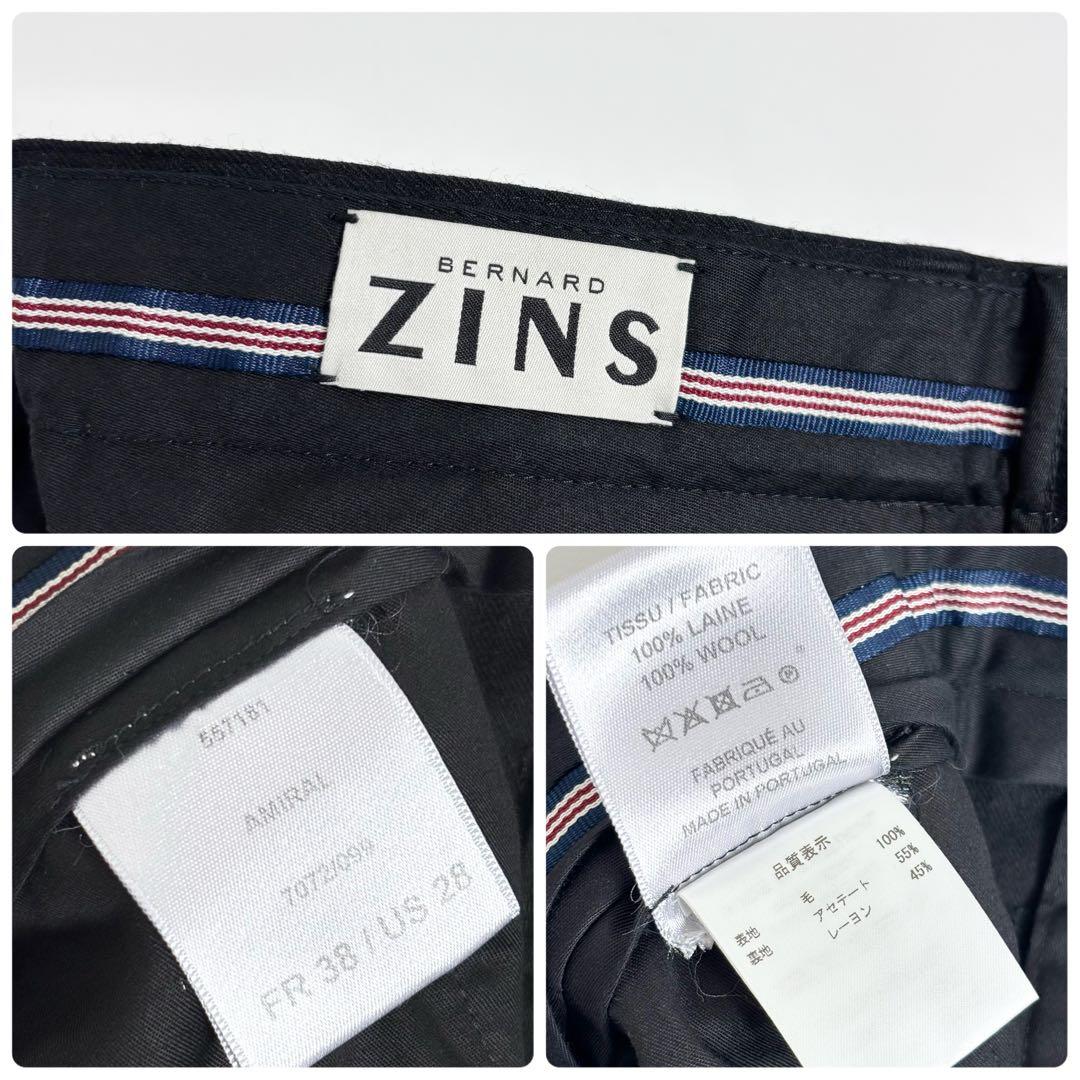 BERNARD
ZINS
557181
AMIRAL
7072/099
FR 38 / US 28
TISSU / FABRIC
100% LAINE
100% WOOL
P
FABRIQUÉ AU
PORTUGAL
MADE IN PORTUGAL
品質表示
表地 毛 100%
裏地 アセテート 55%
レーヨン 45%